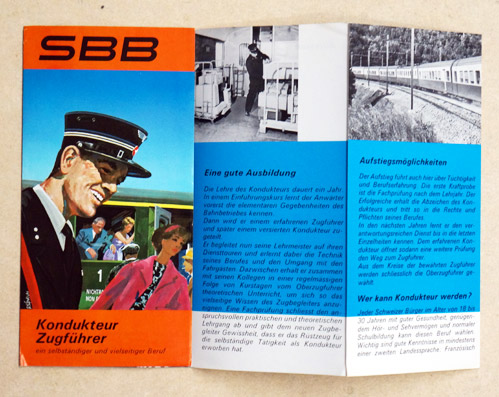 SBB
1
NICHTR
NON F
Kondukteur
Zugführer
ein selbständiger und vielseitiger Beruf
Eine gute Ausbildung
Die Lehre des Kondukteurs dauert ein Jahr.
In einem Einführungskurs lernt der Anwärter
vorerst die elementaren Gegebenheiten des
Bahnbetriebes kennen.
Dann wird er einem erfahrenen Zugführer
und später einem versierten Kondukteur zu-
geteilt.
Er begleitet nun seine Lehrmeister auf ihren
Diensttouren und erlernt dabei die Technik
seines Berufes und den Umgang mit den
Fahrgästen. Dazwischen erhält er zusammen
mit seinen Kollegen in einer regelmässigen
Folge von Kurstagen vom Oberzugführer
theoretischen Unterricht, um sich so das
vielseitige Wissen des Zugbegleiters anzu-
eignen. Eine Fachprüfung schliesst den an-
spruchsvollen praktischen und theoretischen
Lehrgang ab und gibt dem neuen Zugbe-
gleiter Gewissheit, dass er das Rüstzeug für
die selbständige Tätigkeit als Kondukteur
erworben hat.
Aufstiegsmöglichkeiten
Der Aufstieg führt auch hier über Tüchtigkeit
und Berufserfahrung. Die erste Kraftprobe
ist die Fachprüfung nach dem Lehrjahr. Der
Erfolgreiche erhält die Abzeichen des Kon-
dukteurs und tritt so in die Rechte und
Pflichten seines Berufes.
In den nächsten Jahren lernt er den ver-
antwortungsreichen Dienst bis in die letzten
Einzelheiten kennen. Dem erfahrenen Kon-
dukteur öffnet sodann eine weitere Prüfung
den Weg zum Zugführer.
Aus dem Kreise der bewährten Zugführer
werden schliesslich die Oberzugführer ge-
wählt.
Wer kann Kondukteur werden?
Jeder Schweizer Bürger im Alter von 18 bis
30 Jahren mit guter Gesundheit, genügen-
dem Hör- und Sehvermögen und normaler
Schulbildung kann diesen Beruf wählen.
Wichtig sind gute Kenntnisse in mindestens
einer zweiten Landessprache: Französisch